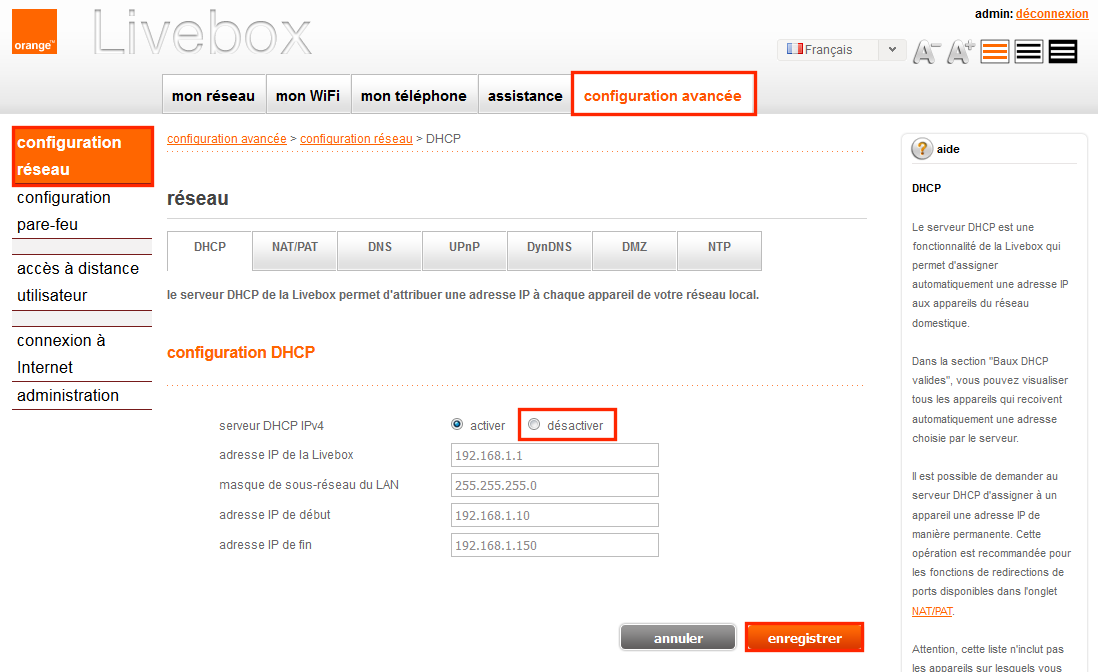 orange™
Livebox
admin: déconnexion
Français
A- A+
mon réseau mon WiFi mon téléphone assistance configuration avancée
configuration
réseau
configuration
pare-feu
accès à distance
utilisateur
connexion à
Internet
administration
configuration avancée > configuration réseau > DHCP
réseau
DHCP NAT/PAT DNS UPnP DynDNS DMZ NTP
le serveur DHCP de la Livebox permet d'attribuer une adresse IP à chaque appareil de votre réseau local.
configuration DHCP
serveur DHCP IPv4 activer désactiver
adresse IP de la Livebox 192.168.1.1
masque de sous-réseau du LAN 255.255.255.0
adresse IP de début 192.168.1.10
adresse IP de fin 192.168.1.150
annuler enregistrer
? aide
DHCP
Le serveur DHCP est une
fonctionnalité de la Livebox qui
permet d'assigner
automatiquement une adresse IP
aux appareils du réseau
domestique.
Dans la section "Baux DHCP
valides", vous pouvez visualiser
tous les appareils qui recoivent
automatiquement une adresse
choisie par le serveur.
Il est possible de demander au
serveur DHCP d'assigner à un
appareil une adresse IP de
manière permanente. Cette
opération est recommandée pour
les fonctions de redirections de
ports disponibles dans l'onglet
NAT/PAT.
Attention, cette liste n'inclut pas
les appareils sur lesquels vous